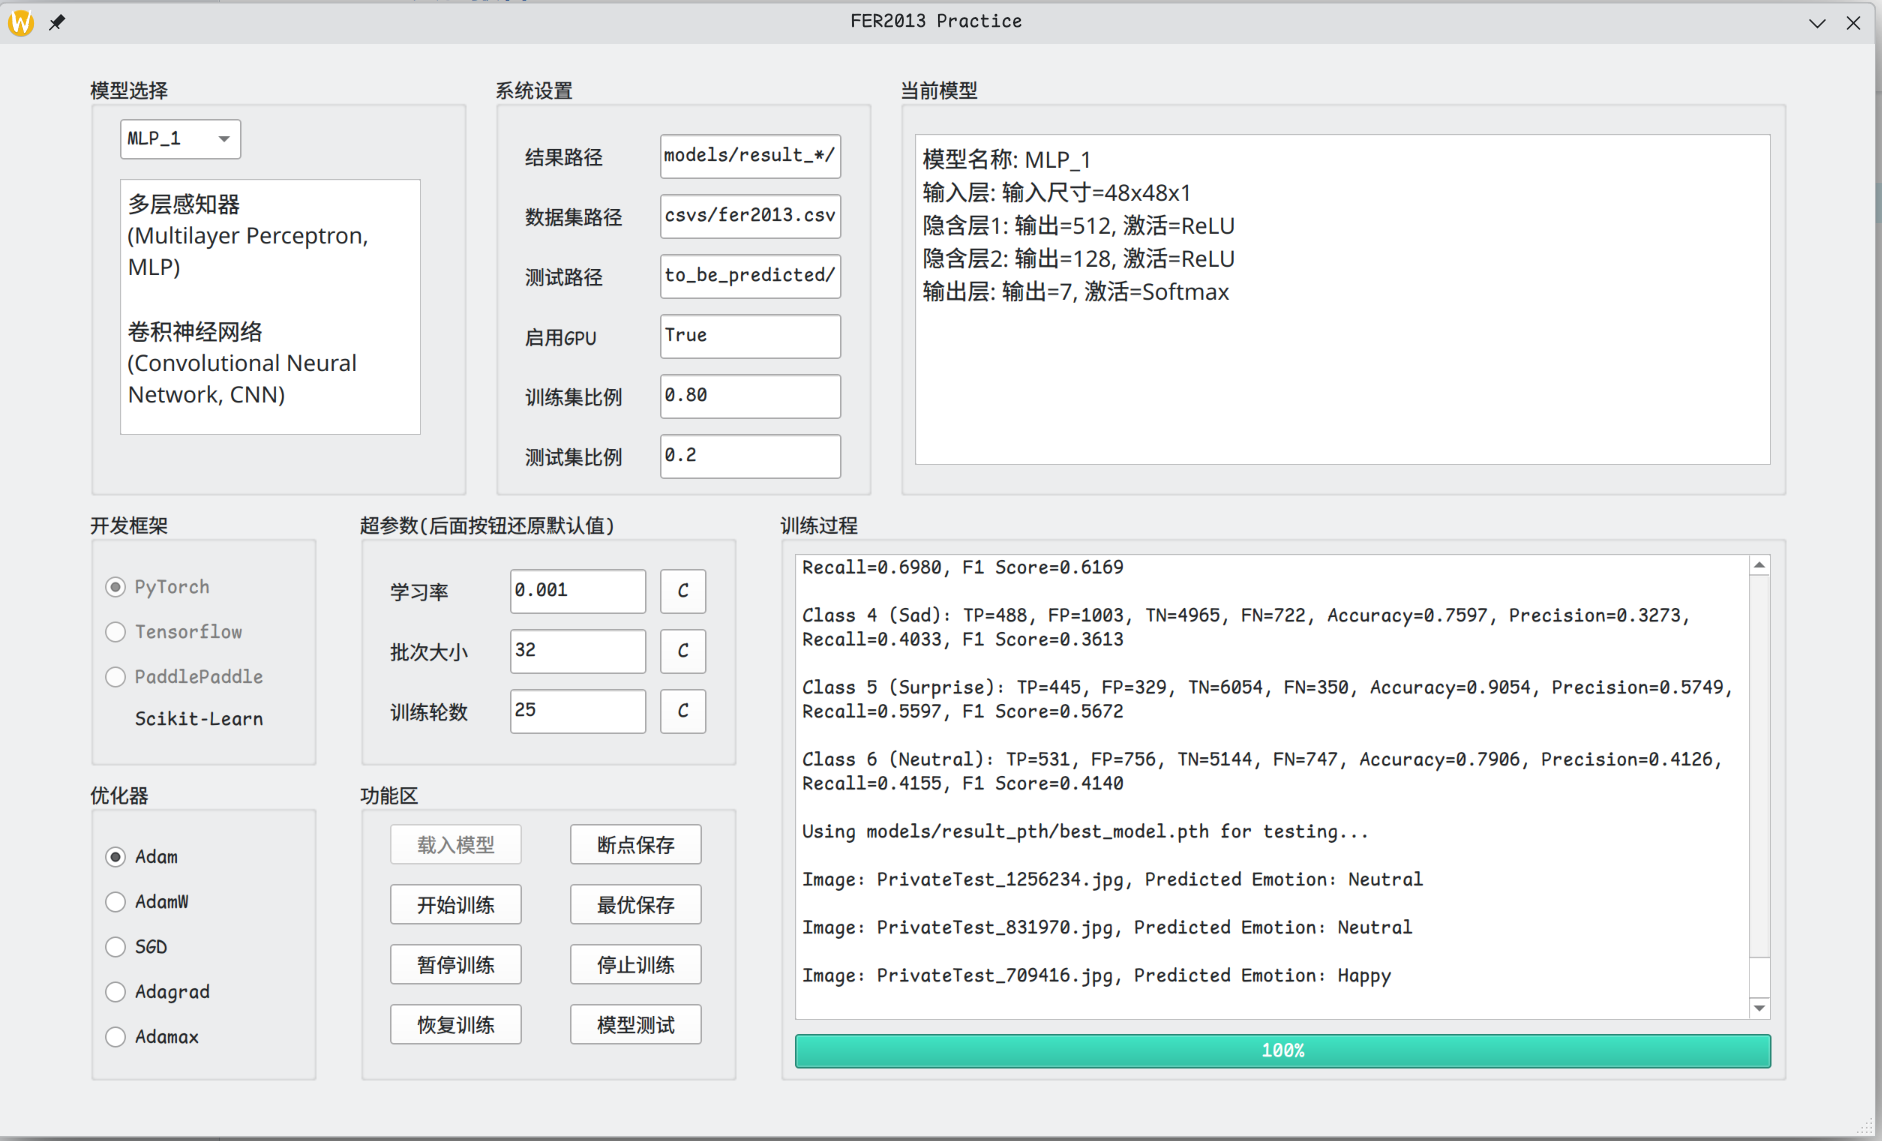 FER2013 Practice
模型选择
MLP_1
多层感知器
(Multilayer Perceptron,
MLP)
卷积神经网络
(Convolutional Neural
Network, CNN)
系统设置
结果路径 models/result_*/
数据集路径 csvs/fer2013.csv
测试路径 to_be_predicted/
启用GPU True
训练集比例 0.80
测试集比例 0.2
当前模型
模型名称: MLP_1
输入层: 输入尺寸=48x48x1
隐含层1: 输出=512, 激活=ReLU
隐含层2: 输出=128, 激活=ReLU
输出层: 输出=7, 激活=Softmax
开发框架
PyTorch
Tensorflow
PaddlePaddle
Scikit-Learn
超参数(后面按钮还原默认值)
学习率 0.001 C
批次大小 32 C
训练轮数 25 C
优化器
Adam
AdamW
SGD
Adagrad
Adamax
功能区
载入模型 断点保存
开始训练 最优保存
暂停训练 停止训练
恢复训练 模型测试
训练过程
Recall=0.6980, F1 Score=0.6169
Class 4 (Sad): TP=488, FP=1003, TN=4965, FN=722, Accuracy=0.7597, Precision=0.3273,
Recall=0.4033, F1 Score=0.3613
Class 5 (Surprise): TP=445, FP=329, TN=6054, FN=350, Accuracy=0.9054, Precision=0.5749,
Recall=0.5597, F1 Score=0.5672
Class 6 (Neutral): TP=531, FP=756, TN=5144, FN=747, Accuracy=0.7906, Precision=0.4126,
Recall=0.4155, F1 Score=0.4140
Using models/result_pth/best_model.pth for testing...
Image: PrivateTest_1256234.jpg, Predicted Emotion: Neutral
Image: PrivateTest_831970.jpg, Predicted Emotion: Neutral
Image: PrivateTest_709416.jpg, Predicted Emotion: Happy
100%